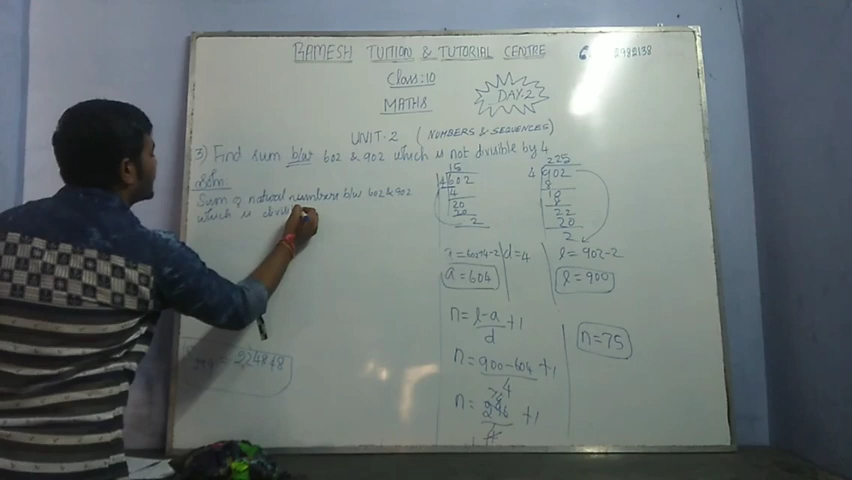 RAMESH TUITION & TUTORIAL CENTRE
2982138
Class:10
MATHS
DAY-2
UNIT-2 (NUMBERS & SEQUENCES)
3) Find sum b/w 602 & 902 which is not divisible by 4
Soln:
Sum of natural numbers b/w 602 & 902
which is divisi
15
4 602
4
20
20
2
a = 602+4-2
a = 604
d = 4
225
4 902
8
10
8
22
20
2
l = 902-2
l = 900
n = l-a/d +1
n = 900-604/4 +1
n = 296/4 +1
n = 75
= 22